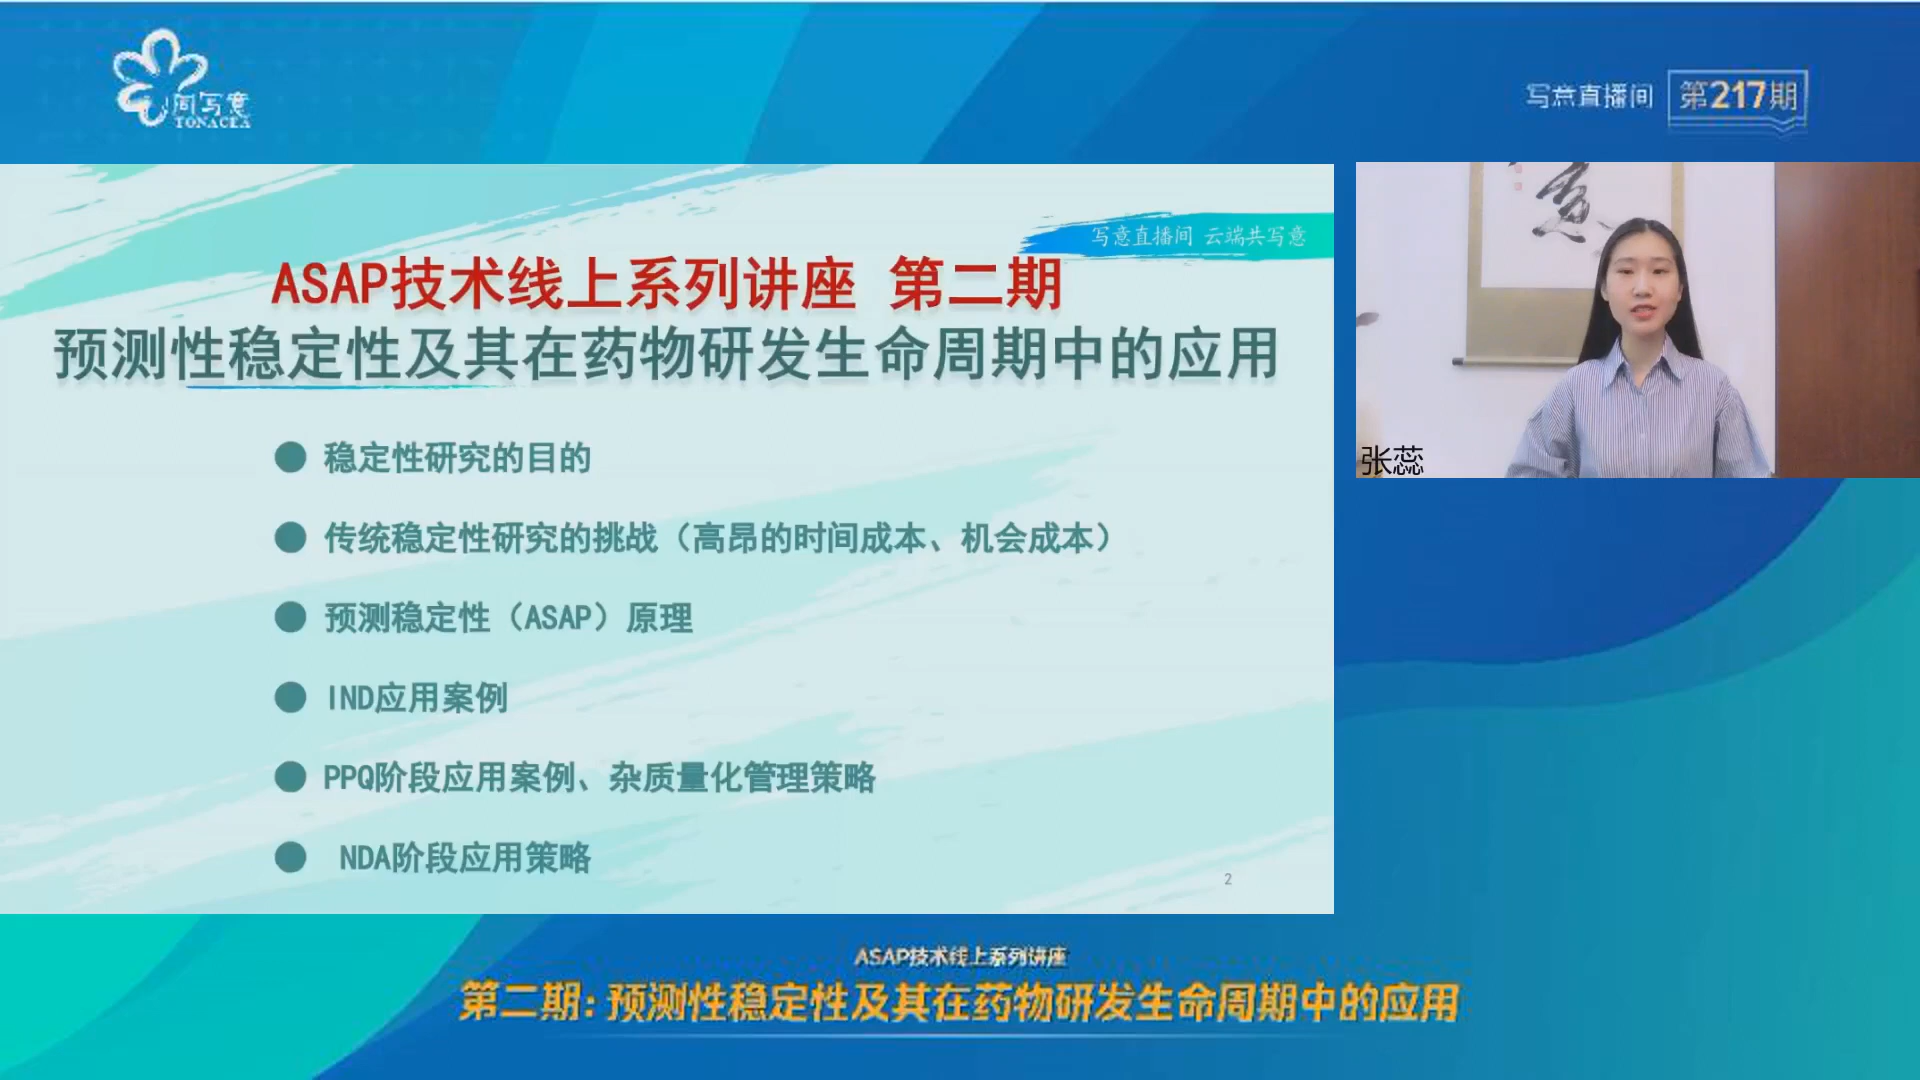 同写意
TONACEA
写意直播间 第217期
写意直播间 云端共写意
ASAP技术线上系列讲座 第二期
预测性稳定性及其在药物研发生命周期中的应用
稳定性研究的目的
传统稳定性研究的挑战（高昂的时间成本、机会成本）
预测稳定性（ASAP）原理
IND应用案例
PPQ阶段应用案例、杂质量化管理策略
NDA阶段应用策略
2
张蕊
ASAP技术线上系列讲座
第二期：预测性稳定性及其在药物研发生命周期中的应用